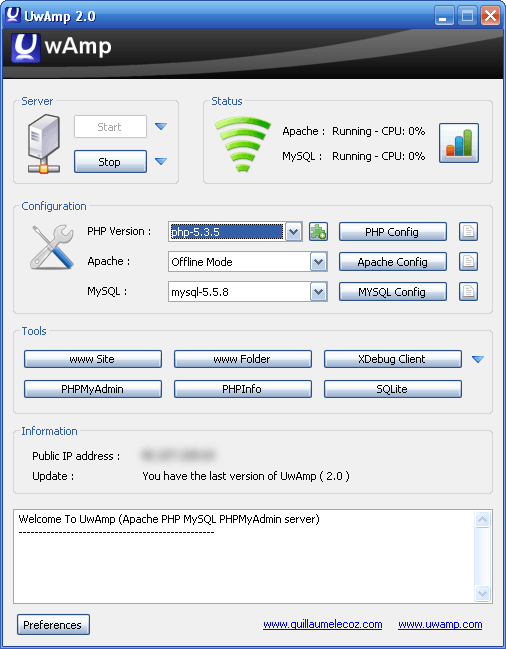 UwAmp 2.0
UwAmp
Server
Start
Stop
Status
Apache : Running - CPU: 0%
MySQL : Running - CPU: 0%
Configuration
PHP Version : php-5.3.5 PHP Config
Apache : Offline Mode Apache Config
MySQL : mysql-5.5.8 MYSQL Config
Tools
www Site www Folder XDebug Client
PHPMyAdmin PHPInfo SQLite
Information
Public IP address :
Update : You have the last version of UwAmp ( 2.0 )
Welcome To UwAmp (Apache PHP MySQL PHPMyAdmin server)
-------------------------------------------------
Preferences www.guillaumelecoz.com www.uwamp.com